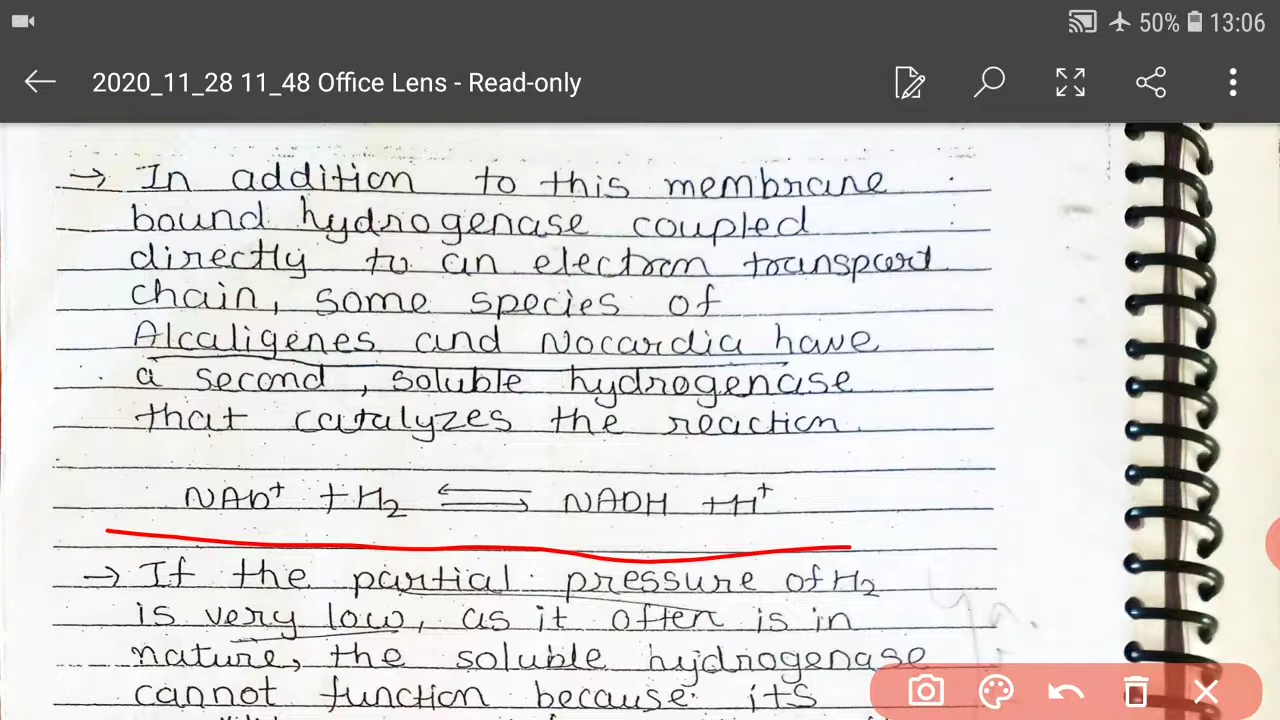 50% 13:06
2020_11_28 11_48 Office Lens - Read-only
→ In addition to this membrane
bound hydrogenase coupled
directly to an electron transport
chain, some species of
Alcaligenes and Nocardia have
a second, soluble hydrogenase
that catalyzes the reaction.
NAD⁺ + H₂ ⇌ NADH + H⁺
→ If the partial pressure of H₂
is very low, as it often is in
nature, the soluble hydrogenase
cannot function because its